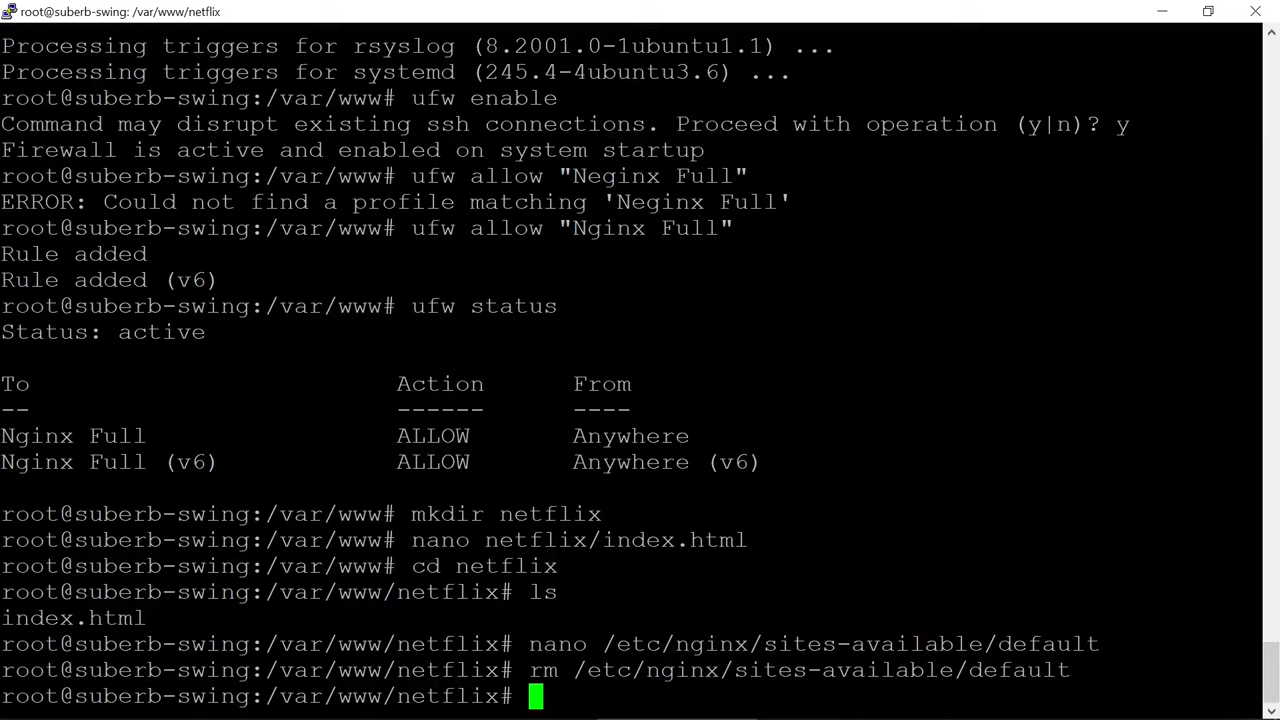 root@suberb-swing: /var/www/netflix
Processing triggers for rsyslog (8.2001.0-1ubuntu1.1) ...
Processing triggers for systemd (245.4-4ubuntu3.6) ...
root@suberb-swing:/var/www# ufw enable
Command may disrupt existing ssh connections. Proceed with operation (y|n)? y
Firewall is active and enabled on system startup
root@suberb-swing:/var/www# ufw allow "Neginx Full"
ERROR: Could not find a profile matching 'Neginx Full'
root@suberb-swing:/var/www# ufw allow "Nginx Full"
Rule added
Rule added (v6)
root@suberb-swing:/var/www# ufw status
Status: active
To Action From
-- ------ ----
Nginx Full ALLOW Anywhere
Nginx Full (v6) ALLOW Anywhere (v6)
root@suberb-swing:/var/www# mkdir netflix
root@suberb-swing:/var/www# nano netflix/index.html
root@suberb-swing:/var/www# cd netflix
root@suberb-swing:/var/www/netflix# ls
index.html
root@suberb-swing:/var/www/netflix# nano /etc/nginx/sites-available/default
root@suberb-swing:/var/www/netflix# rm /etc/nginx/sites-available/default
root@suberb-swing:/var/www/netflix#